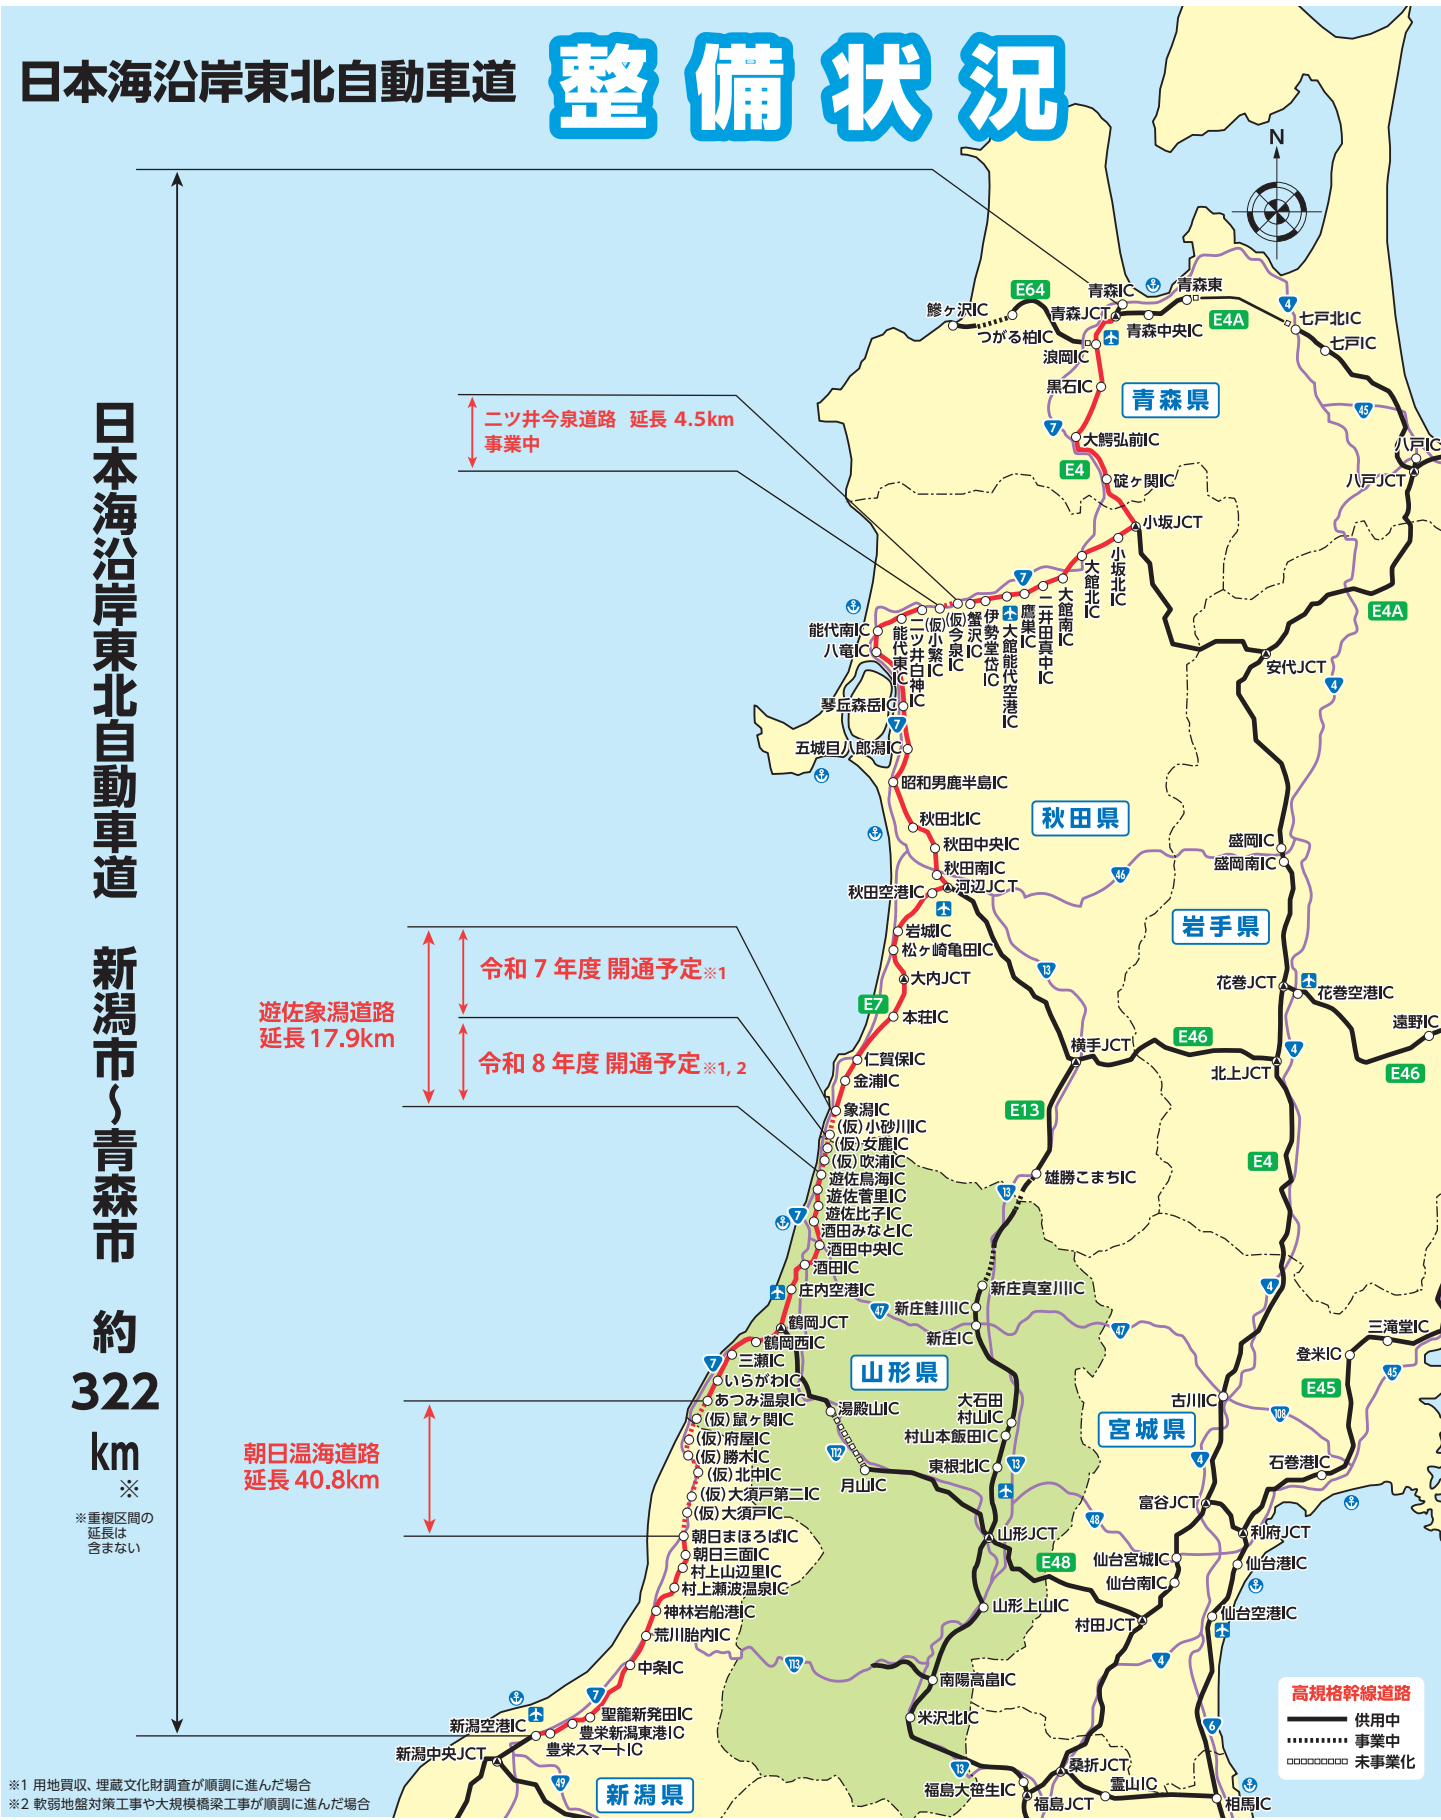 日本海沿岸東北自動車道
整備状況
N
青森IC
青森東
E64
鰺ヶ沢IC
青森JCT
4
七戸北IC
つがる柏IC
青森中央IC
E4A
浪岡IC
七戸IC
黒石IC
青森県
45
二ツ井今泉道路 延長 4.5km
事業中
7
大鰐弘前IC
八戸IC
E4
碇ヶ関IC
八戸JCT
小坂JCT
小坂北IC
大館北IC
7
大館南IC
二井田真中IC
鷹巣IC
大館能代空港IC
伊勢堂岱IC
蟹沢IC
(仮)今泉IC
(仮)小繋IC
二ツ井白神IC
能代東IC
能代南IC
八竜IC
E4A
安代JCT
4
琴丘森岳IC
7
五城目八郎潟IC
昭和男鹿半島IC
秋田北IC
秋田県
秋田中央IC
盛岡IC
盛岡南IC
秋田南IC
46
秋田空港IC
河辺JCT
岩城IC
岩手県
松ヶ崎亀田IC
13
大内JCT
花巻JCT
花巻空港IC
E7
本荘IC
遠野IC
横手JCT
E46
4
仁賀保IC
北上JCT
E46
金浦IC
E13
象潟IC
(仮)小砂川IC
(仮)女鹿IC
(仮)吹浦IC
E4
遊佐鳥海IC
雄勝こまちIC
遊佐菅里IC
13
遊佐比子IC
7
酒田みなとIC
酒田中央IC
酒田IC
庄内空港IC
新庄真室川IC
4
新庄鮭川IC
47
鶴岡JCT
新庄IC
47
鶴岡西IC
三滝堂IC
三瀬IC
登米IC
7
山形県
45
いらがわIC
E45
あつみ温泉IC
大石田
村山IC
古川IC
湯殿山IC
108
(仮)鼠ヶ関IC
村山本飯田IC
宮城県
(仮)府屋IC
112
4
(仮)勝木IC
東根北IC
13
石巻港IC
(仮)北中IC
月山IC
(仮)大須戸第二IC
富谷JCT
(仮)大須戸IC
48
朝日まほろばIC
山形JCT
利府JCT
朝日三面IC
E48
仙台宮城IC
仙台港IC
村上山辺里IC
仙台南IC
村上瀬波温泉IC
神林岩船港IC
山形上山IC
仙台空港IC
荒川胎内IC
村田JCT
中条IC
113
4
南陽高畠IC
7
聖籠新発田IC
米沢北IC
豊栄新潟東港IC
新潟空港IC
6
豊栄スマートIC
新潟中央JCT
13
桑折JCT
49
新潟県
福島大笹生IC
霊山IC
福島JCT
相馬IC
令和 7 年度 開通予定※1
遊佐象潟道路
延長 17.9km
令和 8 年度 開通予定※1, 2
朝日温海道路
延長 40.8km
日本海沿岸東北自動車道 新潟市～青森市 約
322
km
※
※重複区間の
延長は
含まない
高規格幹線道路
供用中
事業中
未事業化
※1 用地買収、埋蔵文化財調査が順調に進んだ場合
※2 軟弱地盤対策工事や大規模橋梁工事が順調に進んだ場合